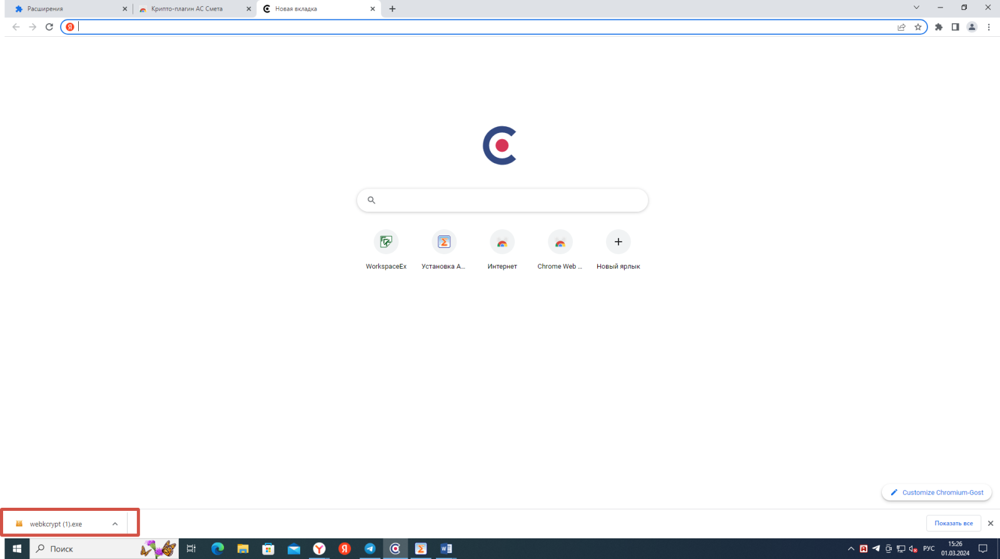 Расширения
Крипто-плагин АС Смета
Новая вкладка
Я
WorkspaceEx
Установка А...
Интернет
Chrome Web ...
Новый ярлык
Customize Chromium-Gost
webkcrypt (1).exe
Показать все
Поиск
РУС
15:26
01.03.2024